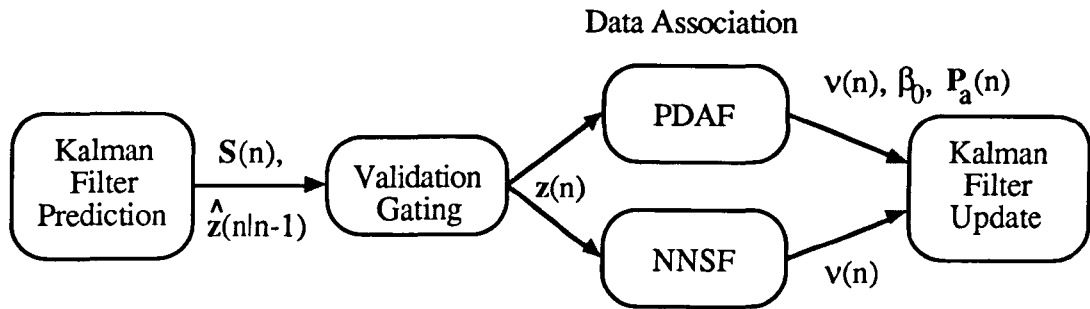 Data Association
Kalman
Filter
Prediction
S(n),
ẑ(n|n-1)
Validation
Gating
z(n)
PDAF
NNSF
ν(n), β₀, Pₐ(n)
ν(n)
Kalman
Filter
Update